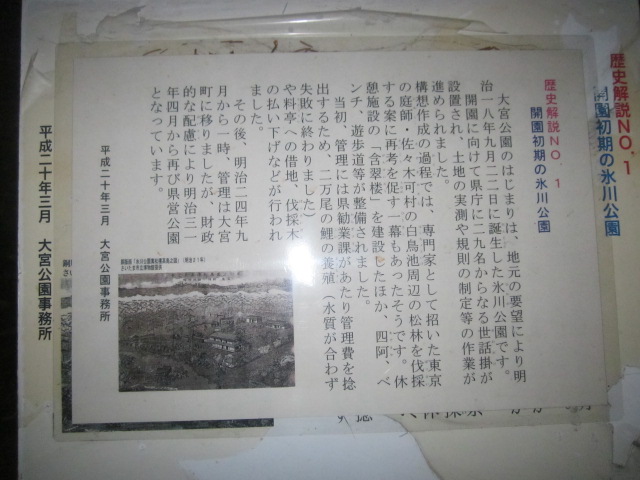 歴史解説NO.1
開園初期の氷川公園
大宮公園のはじまりは、地元の要望により明
治一八年九月二二日に誕生した氷川公園です。
開園に向けて県庁に二九名からなる世話掛が
設置され、土地の実測や規則の制定等の作業が
進められました。
構想作成の過程では、専門家として招いた東京
の庭師・佐々木可村の白鳥池周辺の松林を伐採
する案に再考を促す一幕もあったそうです。休
憩施設の「含翠楼」を建設したほか、四阿、ベ
ンチ、遊歩道等が整備されました。
当初、管理には県勧業課があたり管理費を捻
出するため、二万尾の鯉の養殖（水質が合わず
失敗に終わりました）
や料亭への借地、伐採木
の払い下げなどが行われ
ました。
その後、明治二四年九
月から一時、管理は大宮
町に移りましたが、財政
的な配慮により明治三一
年四月から再び県営公園
となっています。
平成二十年三月　大宮公園事務所
歴史解説NO.1
開園初期の氷川公園
平成二十年三月　大宮公園事務所